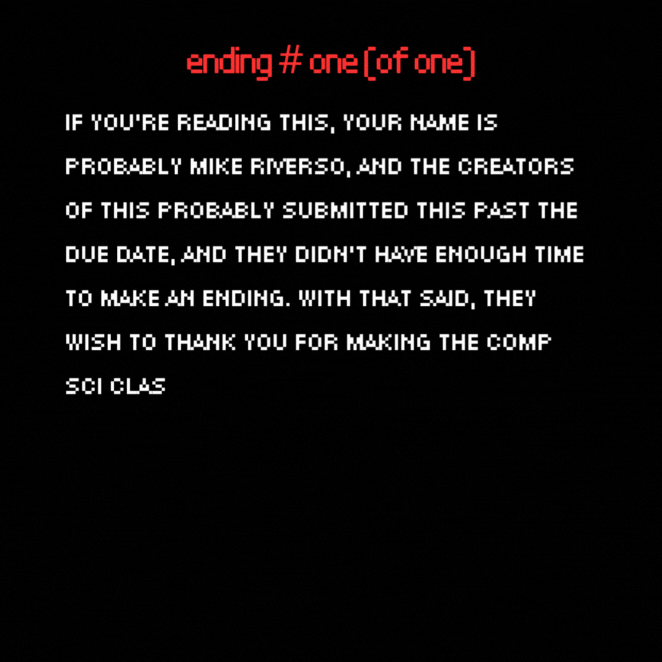 ending # one (of one)
IF YOU'RE READING THIS, YOUR NAME IS
PROBABLY MIKE RIVERSO, AND THE CREATORS
OF THIS PROBABLY SUBMITTED THIS PAST THE
DUE DATE, AND THEY DIDN'T HAVE ENOUGH TIME
TO MAKE AN ENDING. WITH THAT SAID, THEY
WISH TO THANK YOU FOR MAKING THE COMP
SCI CLAS